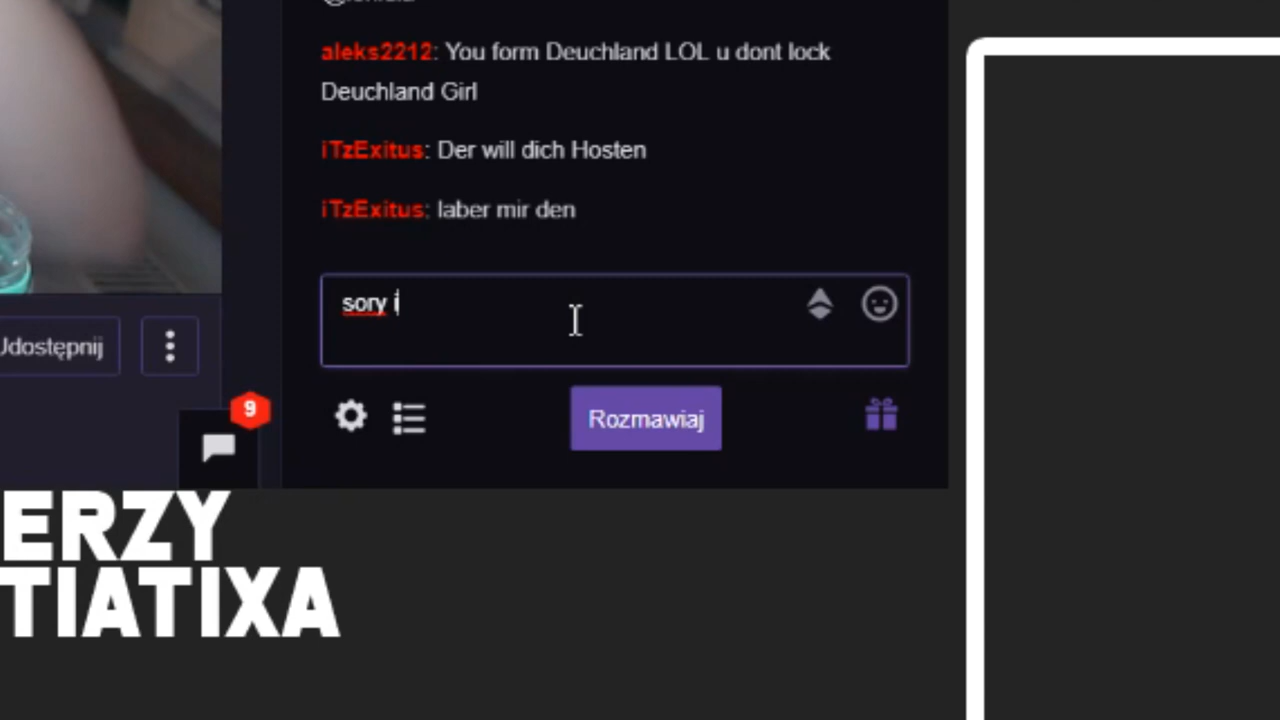 aleks2212: You form Deuchland LOL u dont lock
Deuchland Girl
iTzExitus: Der will dich Hosten
iTzExitus: laber mir den
sory i
Udostępnij
9
Rozmawiaj
ERZY
TIATIXA